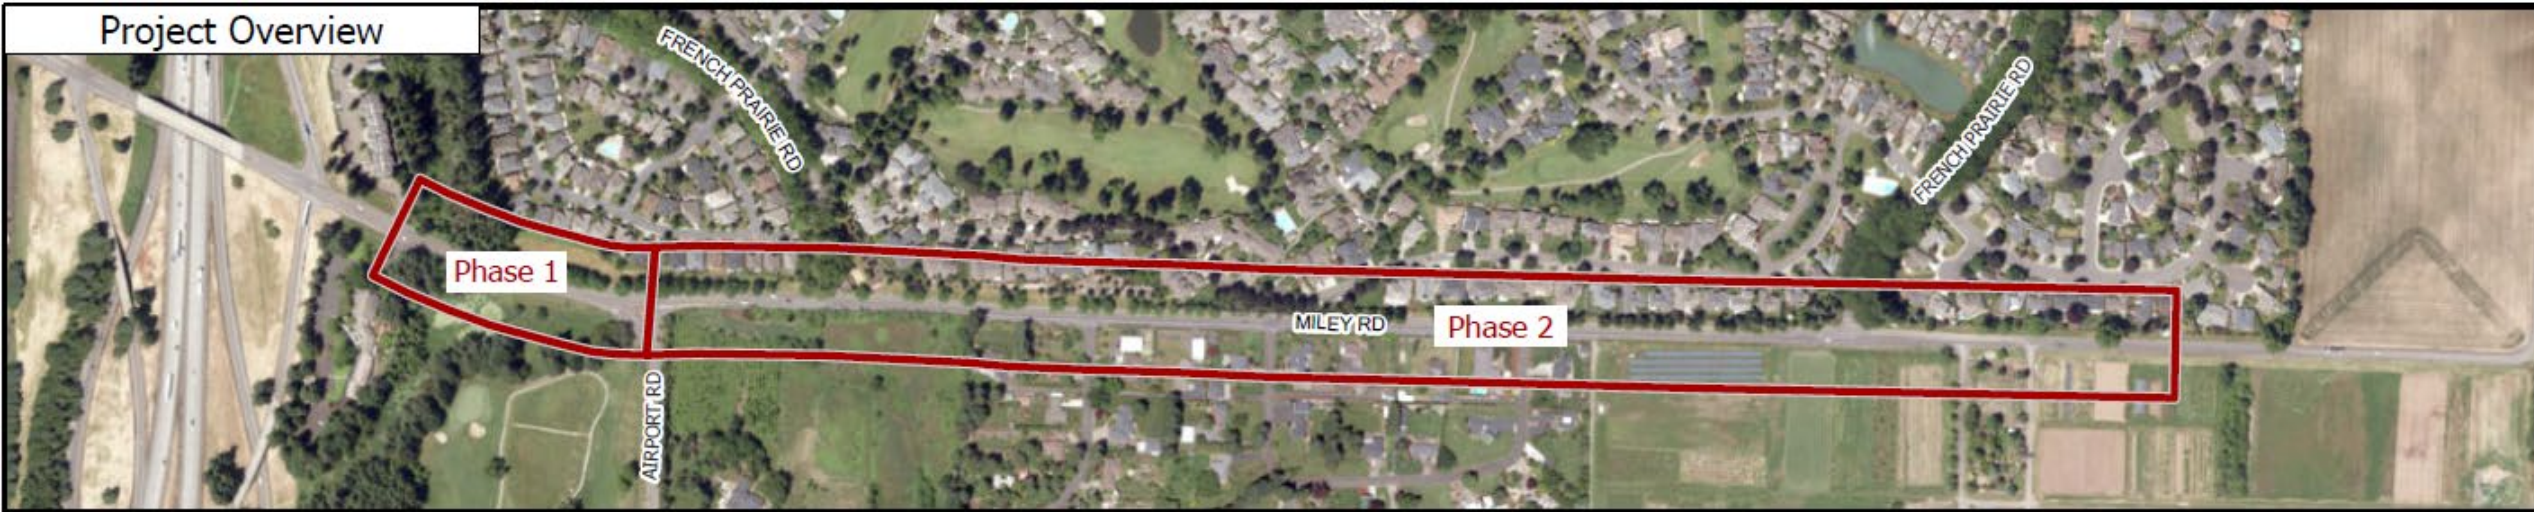 Project Overview
FRENCH PRAIRIE RD
FRENCH PRAIRIE RD
Phase 1
MILEY RD
Phase 2
AIRPORT RD